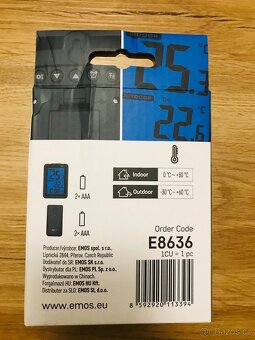 INDOOR
25.3
OUTDOOR
22.6
Indoor
0 °C ~ +50 °C
Outdoor
-30 °C ~ +60 °C
2× AAA
2× AAA
Order Code
E8636
1CU = 1 pc
Producer/výrobce: EMOS spol. s r.o.,
Lipnická 2844, Přerov, Czech Republic
Dodávateľ do SR: EMOS SK s r.o.
Dystrybutor dla PL: EMOS PL Sp. z o.o.
Wyprodukowano w Chinach.
Forgalmazó HU: EMOS HU Kft.
Distributer za SI: EMOS SI, d.o.o.
www.emos.eu
8 592920 113394